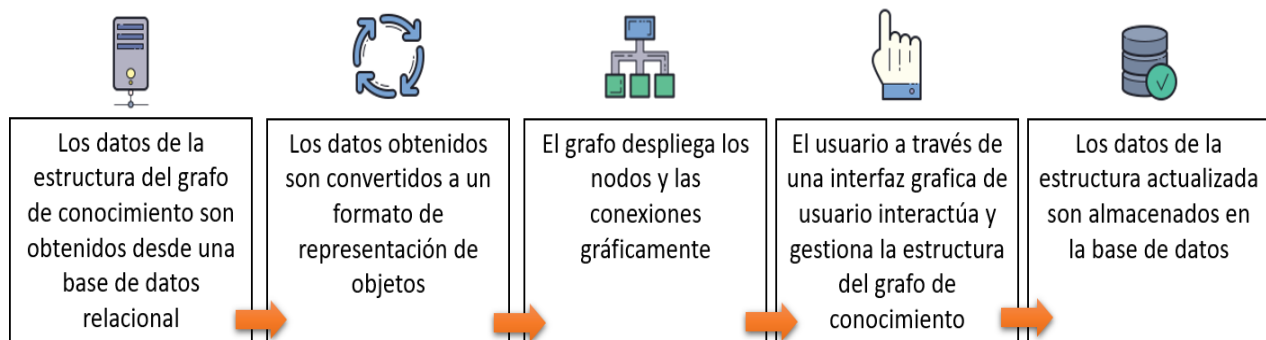 Los datos de la
estructura del grafo
de conocimiento son
obtenidos desde una
base de datos
relacional
Los datos obtenidos
son convertidos a un
formato de
representación de
objetos
El grafo despliega los
nodos y las
conexiones
gráficamente
El usuario a través de
una interfaz grafica de
usuario interactúa y
gestiona la estructura
del grafo de
conocimiento
Los datos de la
estructura actualizada
son almacenados en
la base de datos